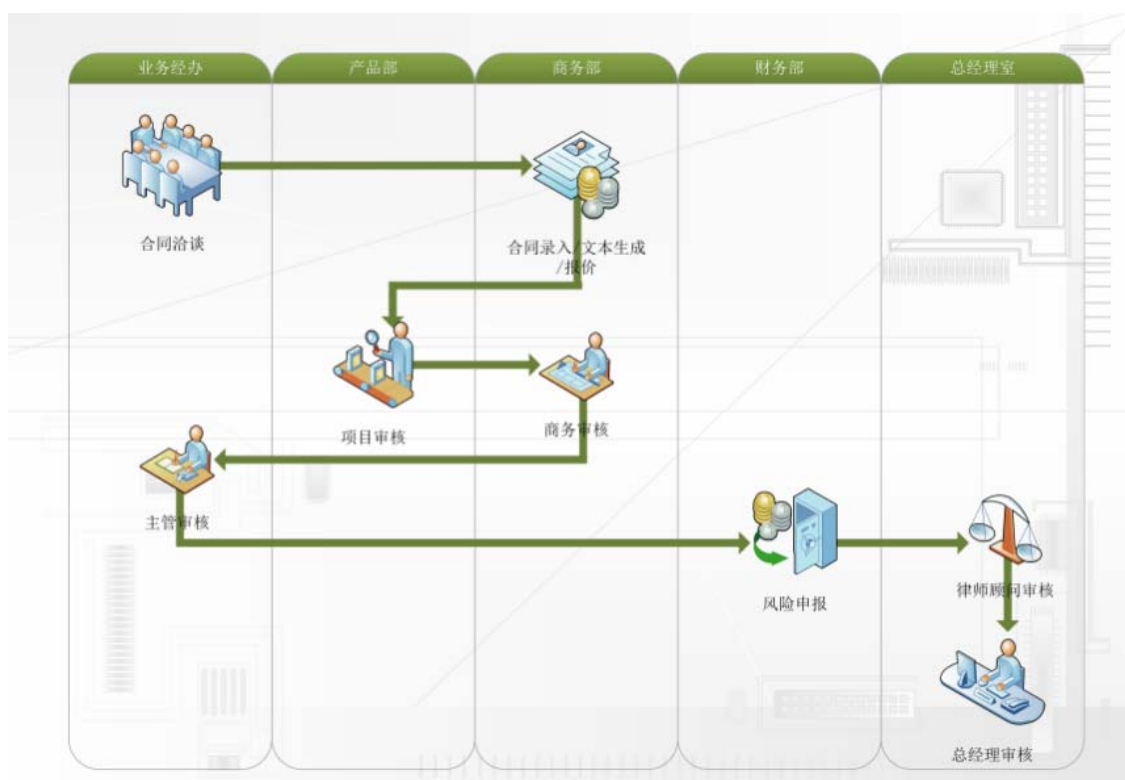 业务经办
产品部
商务部
财务部
总经理室
合同洽谈
合同录入/文本生成
/报价
项目审核
商务审核
主管审核
风险申报
律师顾问审核
总经理审核